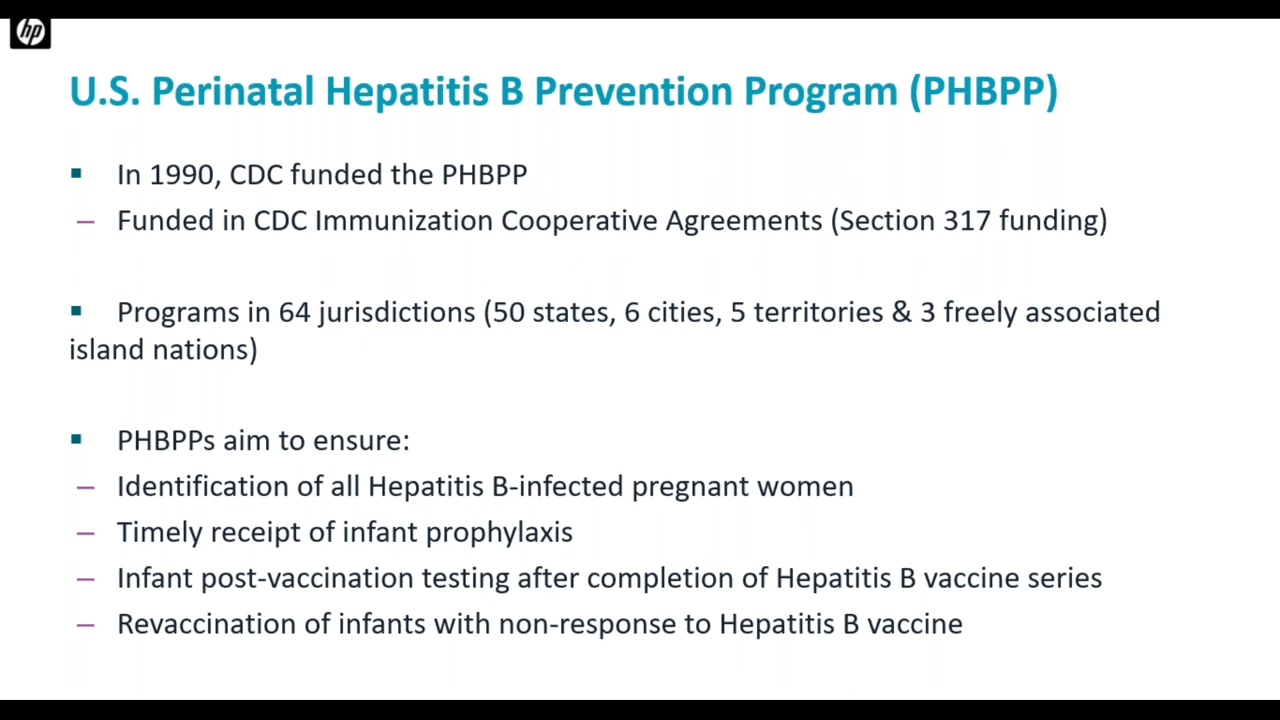 hp
U.S. Perinatal Hepatitis B Prevention Program (PHBPP)
▪ In 1990, CDC funded the PHBPP
– Funded in CDC Immunization Cooperative Agreements (Section 317 funding)
▪ Programs in 64 jurisdictions (50 states, 6 cities, 5 territories & 3 freely associated
island nations)
▪ PHBPPs aim to ensure:
– Identification of all Hepatitis B-infected pregnant women
– Timely receipt of infant prophylaxis
– Infant post-vaccination testing after completion of Hepatitis B vaccine series
– Revaccination of infants with non-response to Hepatitis B vaccine